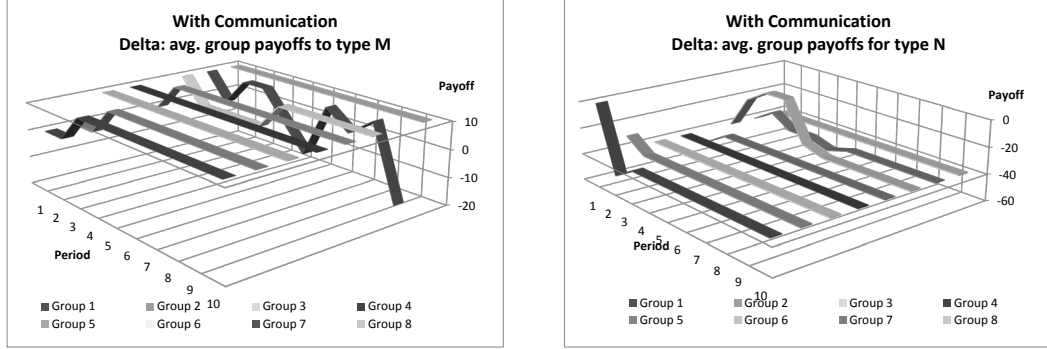 With Communication
Delta: avg. group payoffs to type M
Payoff
10
0
-10
-20
1
2
3
4
5
6
7
8
9
10
Period
Group 1
Group 2
Group 3
Group 4
Group 5
Group 6
Group 7
Group 8
With Communication
Delta: avg. group payoffs for type N
Payoff
0
-20
-40
-60
1
2
3
4
5
6
7
8
9
10
Period
Group 1
Group 2
Group 3
Group 4
Group 5
Group 6
Group 7
Group 8